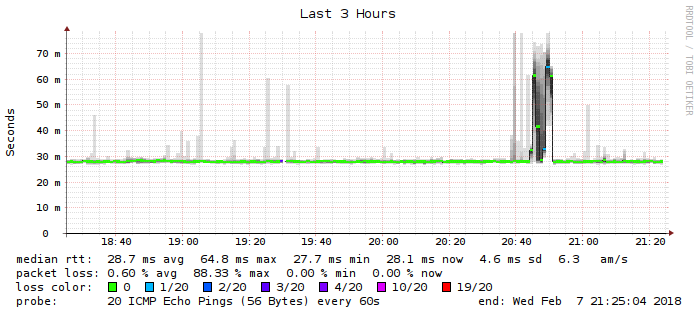 Last 3 Hours
RRDTOOL / TOBI OETIKER
Seconds
70 m
60 m
50 m
40 m
30 m
20 m
10 m
0
18:40 19:00 19:20 19:40 20:00 20:20 20:40 21:00 21:20
median rtt: 28.7 ms avg 64.8 ms max 27.7 ms min 28.1 ms now 4.6 ms sd 6.3 am/s
packet loss: 0.60 % avg 88.33 % max 0.00 % min 0.00 % now
loss color: 0 1/20 2/20 3/20 4/20 10/20 19/20
probe: 20 ICMP Echo Pings (56 Bytes) every 60s end: Wed Feb 7 21:25:04 2018